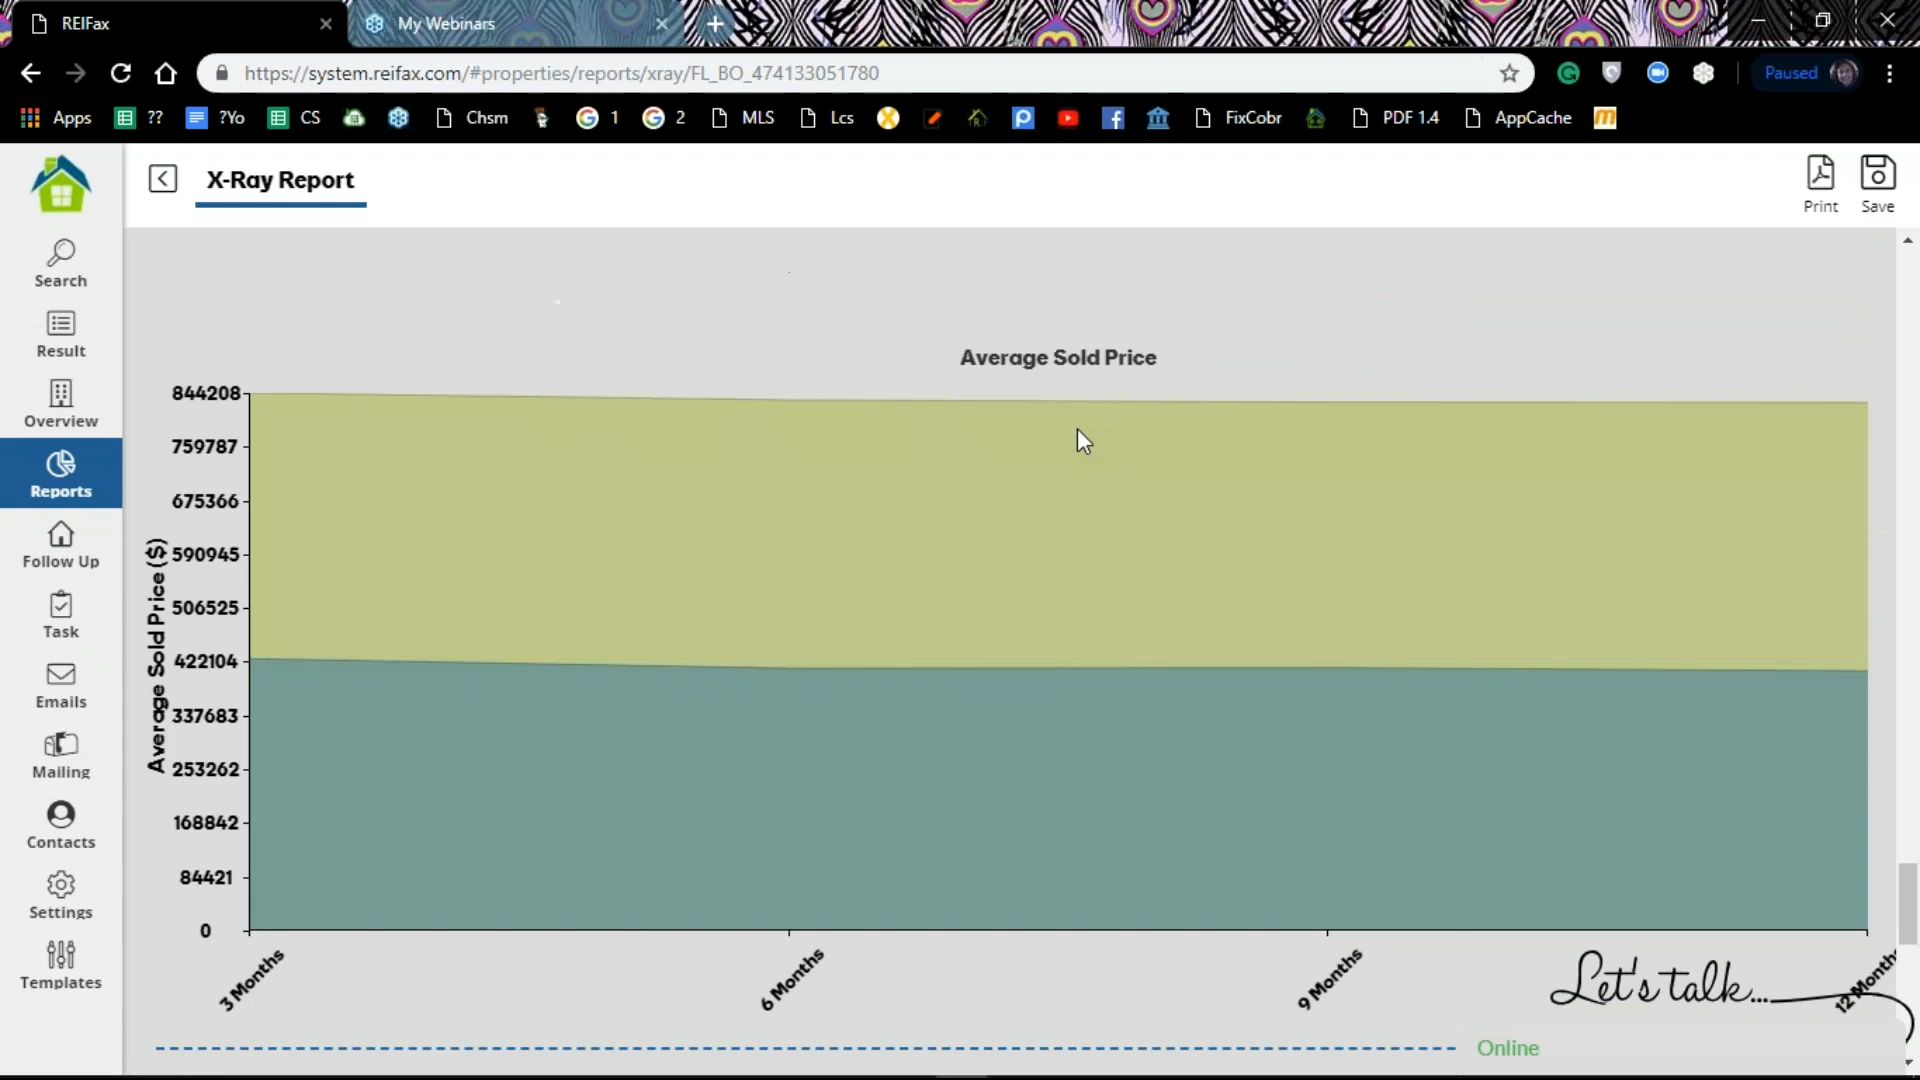 REIFax
My Webinars
https://system.reifax.com/#properties/reports/xray/FL_BO_474133051780
Paused
Apps
??
?Yo
CS
Chsm
1
2
MLS
Lcs
FixCobr
PDF 1.4
AppCache
X-Ray Report
Print
Save
Search
Result
Overview
Reports
Follow Up
Task
Emails
Mailing
Contacts
Settings
Templates
Average Sold Price
Average Sold Price ($)
844208
759787
675366
590945
506525
422104
337683
253262
168842
84421
0
3 Months
6 Months
9 Months
12 Month
Let's talk...
Online